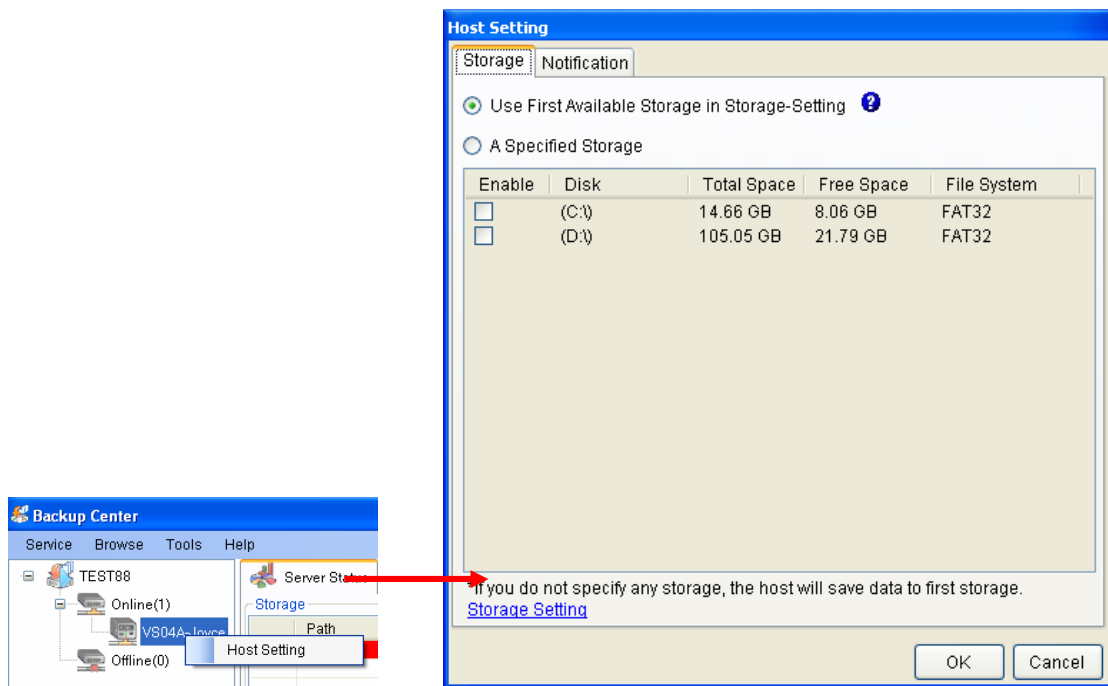 Host Setting
Storage Notification
Use First Available Storage in Storage-Setting ?
A Specified Storage
Enable Disk Total Space Free Space File System
(C:\) 14.66 GB 8.06 GB FAT32
(D:\) 105.05 GB 21.79 GB FAT32
*If you do not specify any storage, the host will save data to first storage.
Storage Setting
OK Cancel
Backup Center
Service Browse Tools Help
TEST88
Server Status
Online(1)
Storage
VS04A-Joyce
Path
Host Setting
Offline(0)